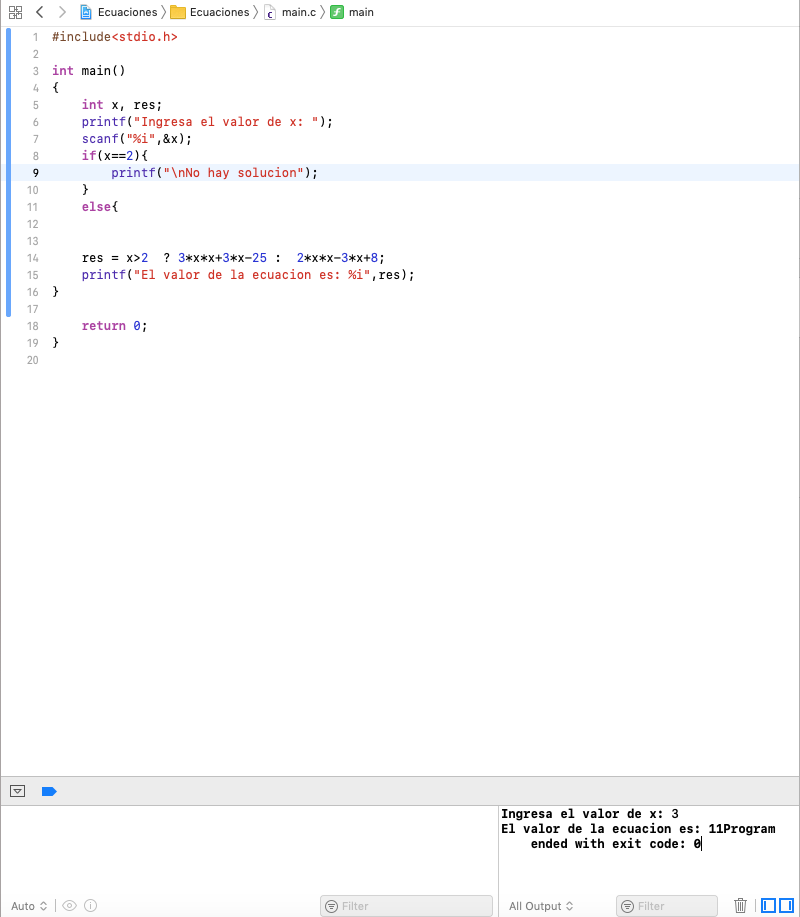 Ecuaciones Ecuaciones main.c main
1 #include<stdio.h>
2
3 int main()
4 {
5     int x, res;
6     printf("Ingresa el valor de x: ");
7     scanf("%i",&x);
8     if(x==2){
9         printf("\nNo hay solucion");
10     }
11     else{
12
13
14     res = x>2  ? 3*x*x+3*x-25 :  2*x*x-3*x+8;
15     printf("El valor de la ecuacion es: %i",res);
16 }
17
18     return 0;
19 }
20
Ingresa el valor de x: 3
El valor de la ecuacion es: 11Program
    ended with exit code: 0
Auto Filter All Output Filter